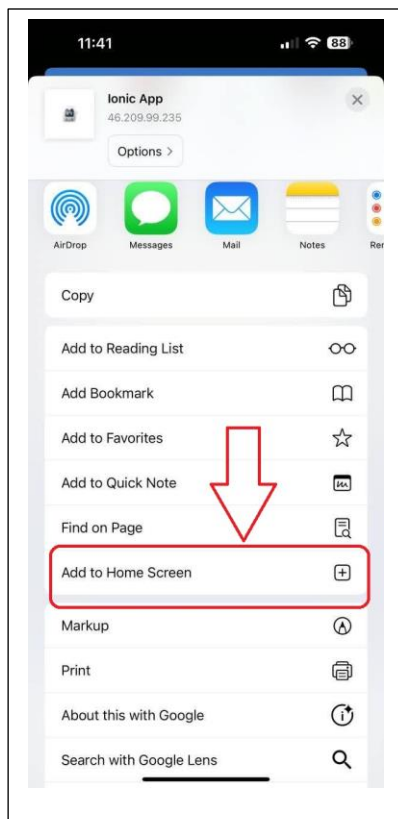 11:41
88
Ionic App
46.209.99.235
Options >
AirDrop
Messages
Mail
Notes
Rer
Copy
Add to Reading List
Add Bookmark
Add to Favorites
Add to Quick Note
Find on Page
Add to Home Screen
Markup
Print
About this with Google
Search with Google Lens